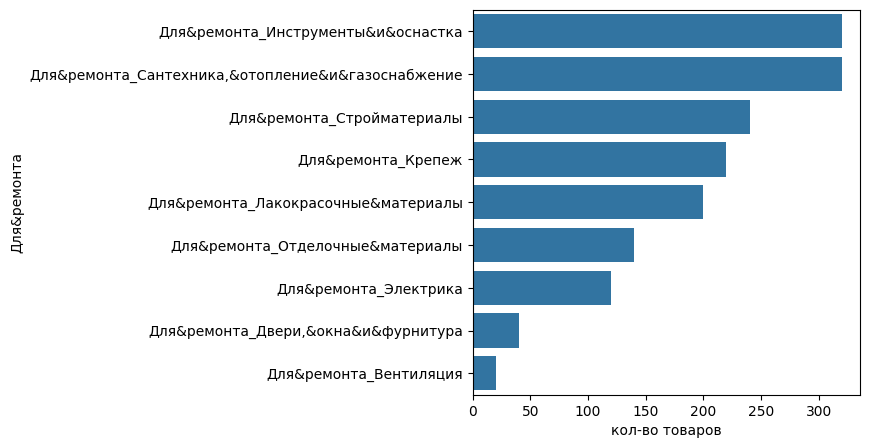 Для&ремонта_Инструменты&и&оснастка
Для&ремонта_Сантехника,&отопление&и&газоснабжение
Для&ремонта_Стройматериалы
Для&ремонта_Крепеж
Для&ремонта_Лакокрасочные&материалы
Для&ремонта_Отделочные&материалы
Для&ремонта_Электрика
Для&ремонта_Двери,&окна&и&фурнитура
Для&ремонта_Вентиляция
Для&ремонта
0 50 100 150 200 250 300
кол-во товаров